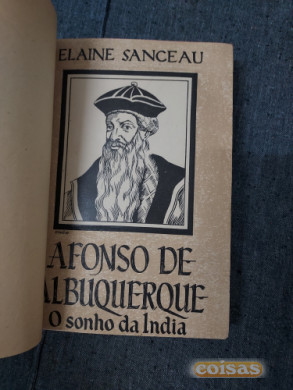 ELAINE SANCEAU
AFONSO DE
ALBUQUERQUE
O sonho da India
coisas